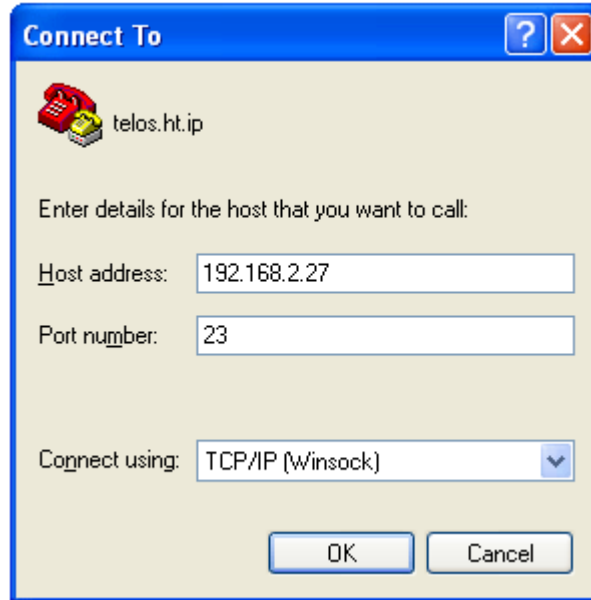 Connect To
telos.ht.ip
Enter details for the host that you want to call:
Host address: 192.168.2.27
Port number: 23
Connect using: TCP/IP (Winsock)
OK Cancel